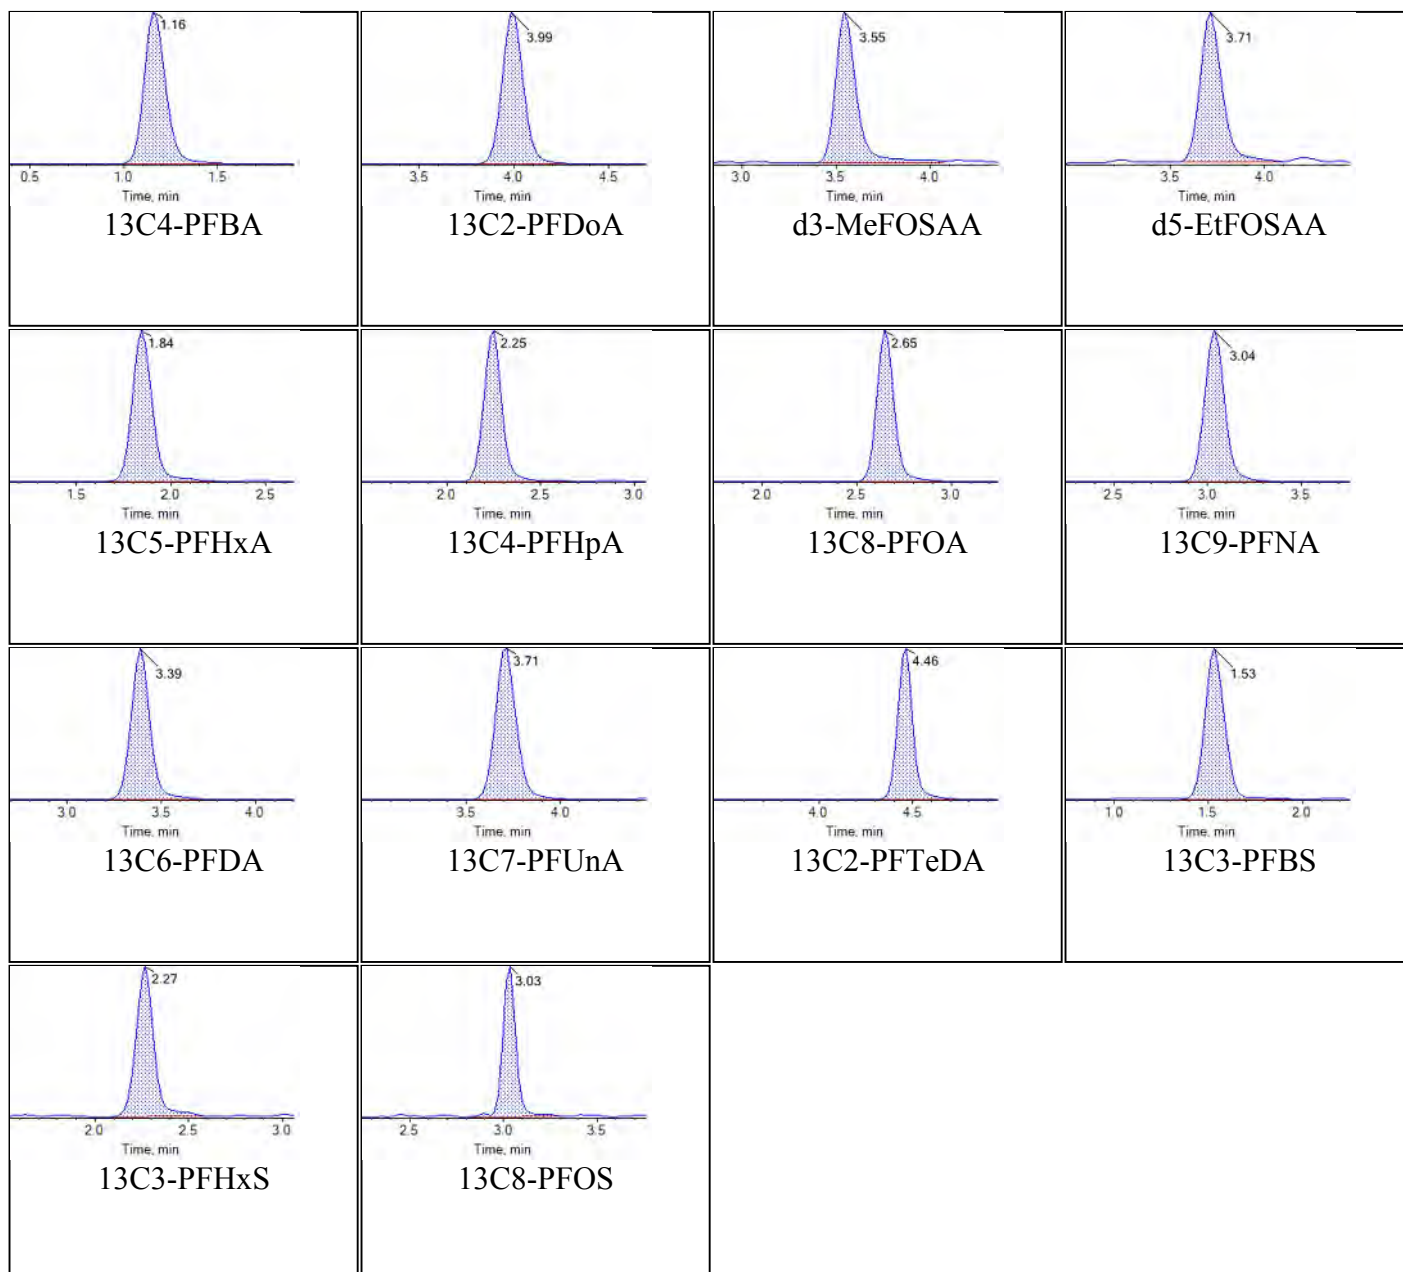 1.16
0.5 1.0 1.5
Time, min
13C4-PFBA
3.99
3.5 4.0 4.5
Time, min
13C2-PFDoA
3.55
3.0 3.5 4.0
Time, min
d3-MeFOSAA
3.71
3.5 4.0
Time, min
d5-EtFOSAA
1.84
1.5 2.0 2.5
Time, min
13C5-PFHxA
2.25
2.0 2.5 3.0
Time, min
13C4-PFHpA
2.65
2.0 2.5 3.0
Time, min
13C8-PFOA
3.04
2.5 3.0 3.5
Time, min
13C9-PFNA
3.39
3.0 3.5 4.0
Time, min
13C6-PFDA
3.71
3.5 4.0
Time, min
13C7-PFUnA
4.46
4.0 4.5
Time, min
13C2-PFTeDA
1.53
1.0 1.5 2.0
Time, min
13C3-PFBS
2.27
2.0 2.5 3.0
Time, min
13C3-PFHxS
3.03
2.5 3.0 3.5
Time, min
13C8-PFOS